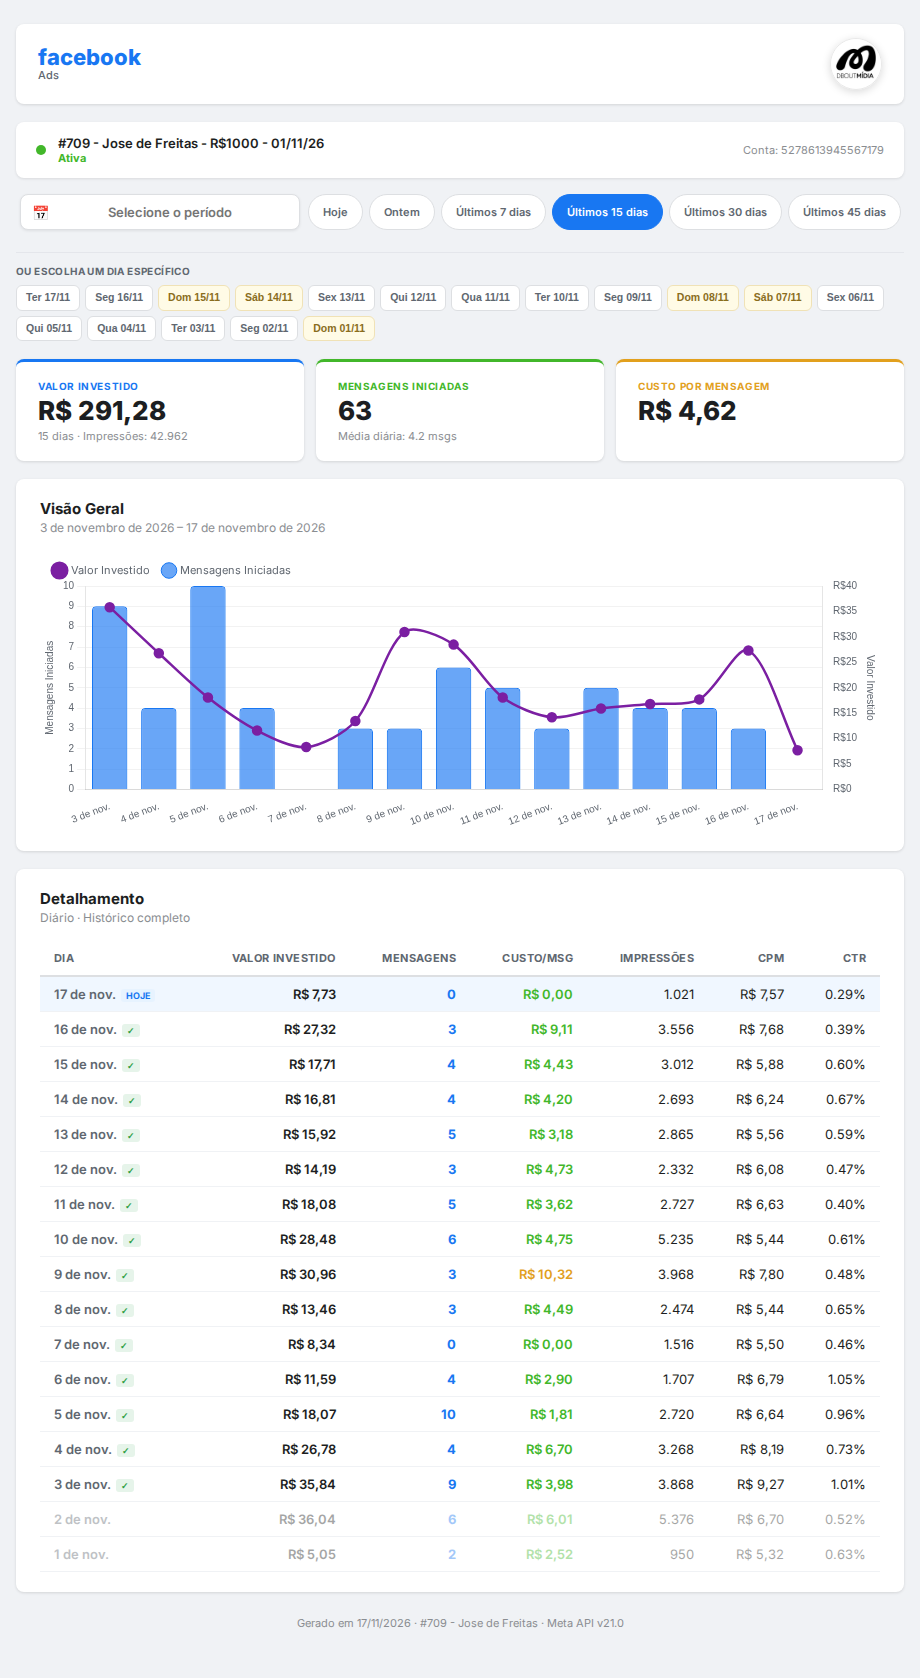 facebook
Ads
DBOUTMÍDIA
#709 - Jose de Freitas - R$1000 - 01/11/26
Ativa
Conta: 5278613945567179
Selecione o período
Hoje
Ontem
Últimos 7 dias
Últimos 15 dias
Últimos 30 dias
Últimos 45 dias
OU ESCOLHA UM DIA ESPECÍFICO
Ter 17/11 Seg 16/11 Dom 15/11 Sáb 14/11 Sex 13/11 Qui 12/11 Qua 11/11 Ter 10/11 Seg 09/11 Dom 08/11 Sáb 07/11 Sex 06/11
Qui 05/11 Qua 04/11 Ter 03/11 Seg 02/11 Dom 01/11
VALOR INVESTIDO
R$ 291,28
15 dias · Impressões: 42.962
MENSAGENS INICIADAS
63
Média diária: 4.2 msgs
CUSTO POR MENSAGEM
R$ 4,62
Visão Geral
3 de novembro de 2026 – 17 de novembro de 2026
Valor Investido Mensagens Iniciadas
Mensagens Iniciadas
10
9
8
7
6
5
4
3
2
1
0
R$40
R$35
R$30
R$25
R$20
R$15
R$10
R$5
R$0
Valor Investido
3 de nov. 4 de nov. 5 de nov. 6 de nov. 7 de nov. 8 de nov. 9 de nov. 10 de nov. 11 de nov. 12 de nov. 13 de nov. 14 de nov. 15 de nov. 16 de nov. 17 de nov.
Detalhamento
Diário · Histórico completo
DIA VALOR INVESTIDO MENSAGENS CUSTO/MSG IMPRESSÕES CPM CTR
17 de nov. HOJE R$ 7,73 0 R$ 0,00 1.021 R$ 7,57 0.29%
16 de nov. ✓ R$ 27,32 3 R$ 9,11 3.556 R$ 7,68 0.39%
15 de nov. ✓ R$ 17,71 4 R$ 4,43 3.012 R$ 5,88 0.60%
14 de nov. ✓ R$ 16,81 4 R$ 4,20 2.693 R$ 6,24 0.67%
13 de nov. ✓ R$ 15,92 5 R$ 3,18 2.865 R$ 5,56 0.59%
12 de nov. ✓ R$ 14,19 3 R$ 4,73 2.332 R$ 6,08 0.47%
11 de nov. ✓ R$ 18,08 5 R$ 3,62 2.727 R$ 6,63 0.40%
10 de nov. ✓ R$ 28,48 6 R$ 4,75 5.235 R$ 5,44 0.61%
9 de nov. ✓ R$ 30,96 3 R$ 10,32 3.968 R$ 7,80 0.48%
8 de nov. ✓ R$ 13,46 3 R$ 4,49 2.474 R$ 5,44 0.65%
7 de nov. ✓ R$ 8,34 0 R$ 0,00 1.516 R$ 5,50 0.46%
6 de nov. ✓ R$ 11,59 4 R$ 2,90 1.707 R$ 6,79 1.05%
5 de nov. ✓ R$ 18,07 10 R$ 1,81 2.720 R$ 6,64 0.96%
4 de nov. ✓ R$ 26,78 4 R$ 6,70 3.268 R$ 8,19 0.73%
3 de nov. ✓ R$ 35,84 9 R$ 3,98 3.868 R$ 9,27 1.01%
2 de nov. R$ 36,04 6 R$ 6,01 5.376 R$ 6,70 0.52%
1 de nov. R$ 5,05 2 R$ 2,52 950 R$ 5,32 0.63%
Gerado em 17/11/2026 · #709 - Jose de Freitas · Meta API v21.0